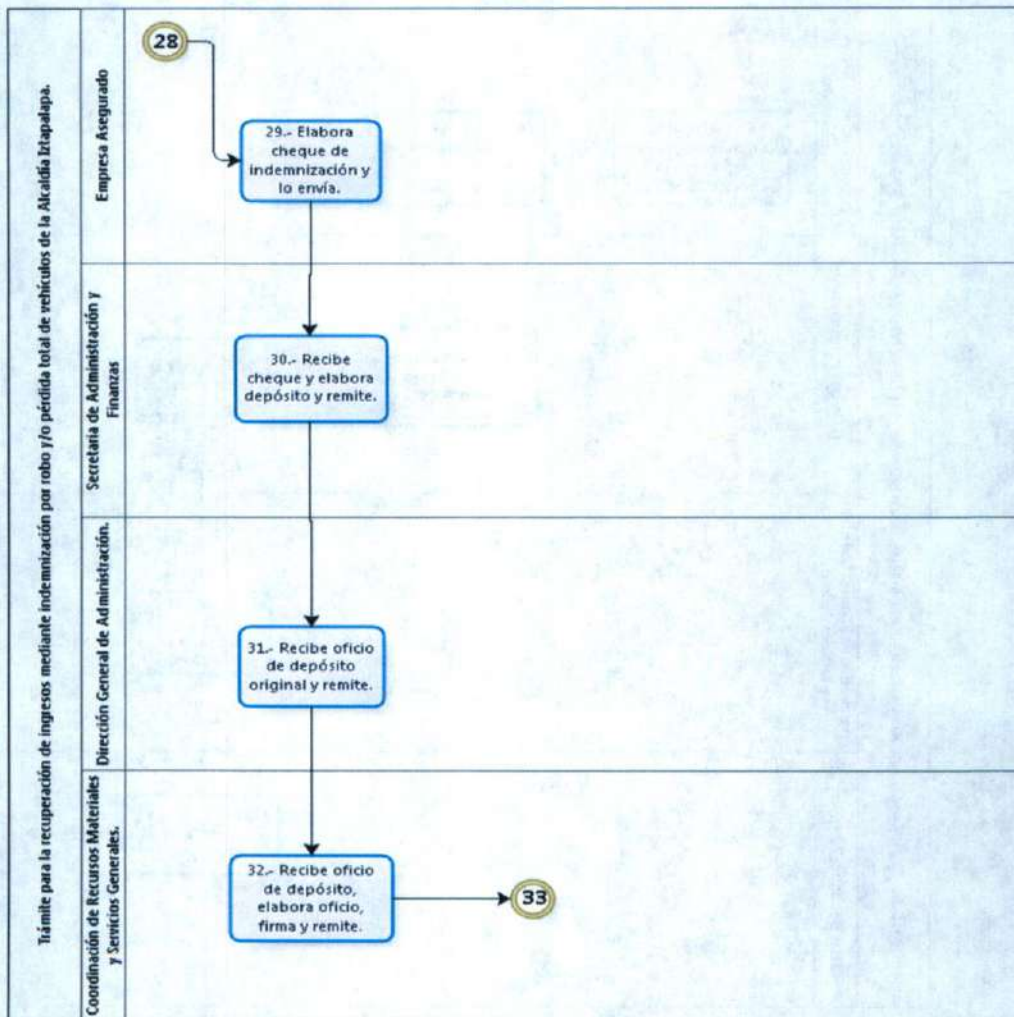 Trámite para la recuperación de ingresos mediante indemnización por robo y/o pérdida total de vehículos de la Alcaldía Iztapalapa.
Empresa Asegurado
28
29.- Elabora
cheque de
indemnización y
lo envía.
Secretaria de Administración y
Finanzas
30.- Recibe
cheque y elabora
depósito y remite.
Dirección General de Administración.
31.- Recibe oficio
de depósito
original y remite.
Coordinación de Recursos Materiales
y Servicios Generales.
32.- Recibe oficio
de depósito,
elabora oficio,
firma y remite.
33